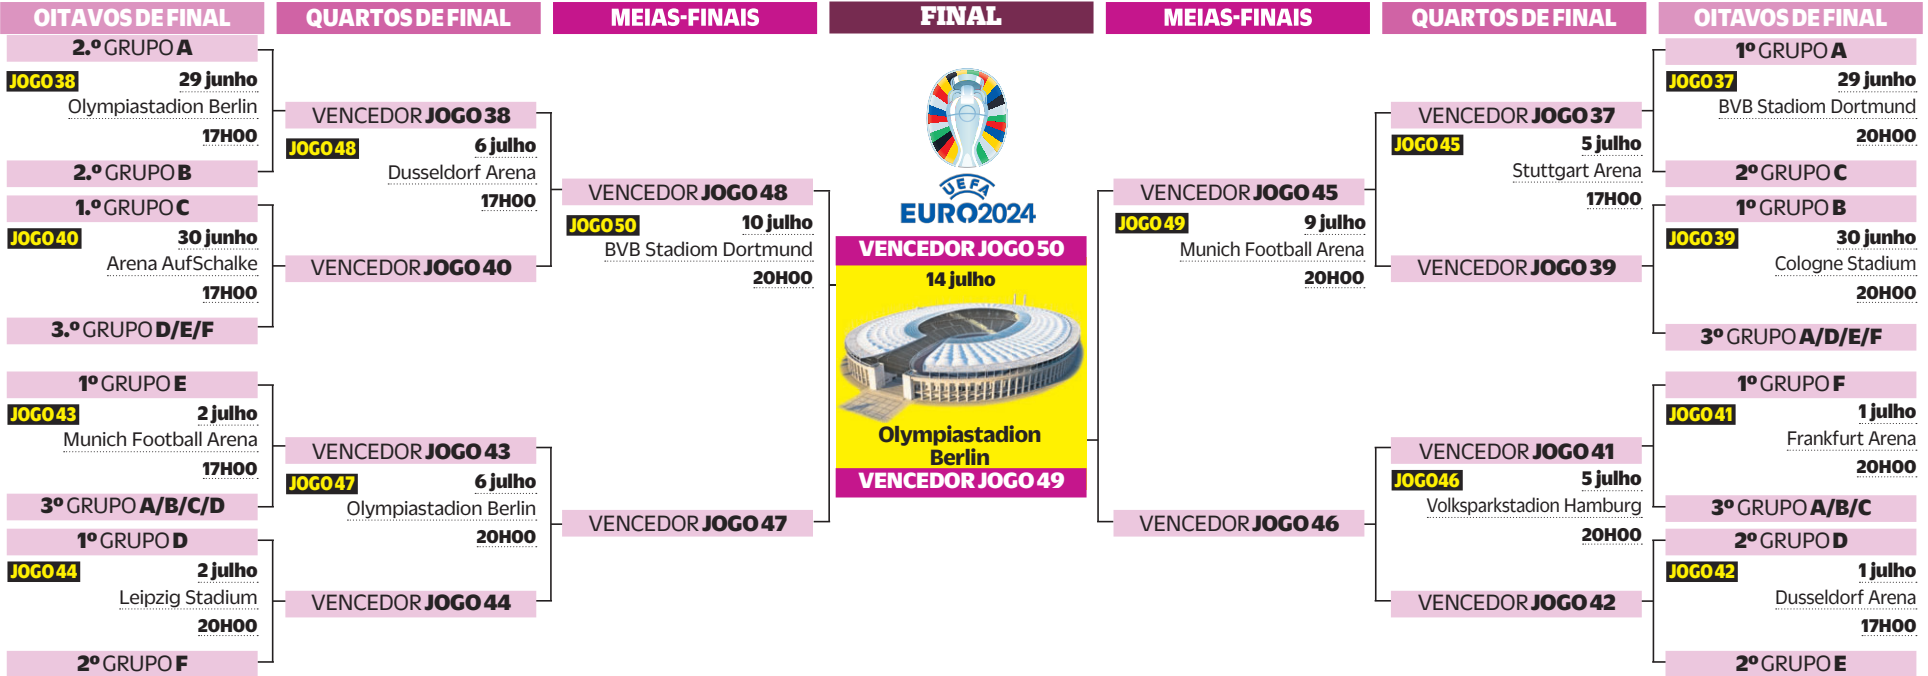 OITAVOS DE FINAL
2.º GRUPO A
JOGO 38 29 junho
Olympiastadion Berlin
17H00
2.º GRUPO B
1.º GRUPO C
JOGO 40 30 junho
Arena AufSchalke
17H00
3.º GRUPO D/E/F
1º GRUPO E
JOGO 43 2 julho
Munich Football Arena
17H00
3º GRUPO A/B/C/D
1º GRUPO D
JOGO 44 2 julho
Leipzig Stadium
20H00
2º GRUPO F
QUARTOS DE FINAL
VENCEDOR JOGO 38
JOGO 48 6 julho
Dusseldorf Arena
17H00
VENCEDOR JOGO 40
VENCEDOR JOGO 43
JOGO 47 6 julho
Olympiastadion Berlin
20H00
VENCEDOR JOGO 44
MEIAS-FINAIS
VENCEDOR JOGO 48
JOGO 50 10 julho
BVB Stadiom Dortmund
20H00
VENCEDOR JOGO 47
FINAL
UEFA
EURO2024
VENCEDOR JOGO 50
14 julho
Olympiastadion
Berlin
VENCEDOR JOGO 49
MEIAS-FINAIS
VENCEDOR JOGO 45
JOGO 49 9 julho
Munich Football Arena
20H00
VENCEDOR JOGO 46
QUARTOS DE FINAL
VENCEDOR JOGO 37
JOGO 45 5 julho
Stuttgart Arena
17H00
VENCEDOR JOGO 39
VENCEDOR JOGO 41
JOGO46 5 julho
Volksparkstadion Hamburg
20H00
VENCEDOR JOGO 42
OITAVOS DE FINAL
1º GRUPO A
JOGO 37 29 junho
BVB Stadiom Dortmund
20H00
2º GRUPO C
1º GRUPO B
JOGO 39 30 junho
Cologne Stadium
20H00
3º GRUPO A/D/E/F
1º GRUPO F
JOGO 41 1 julho
Frankfurt Arena
20H00
3º GRUPO A/B/C
2º GRUPO D
JOGO 42 1 julho
Dusseldorf Arena
17H00
2º GRUPO E